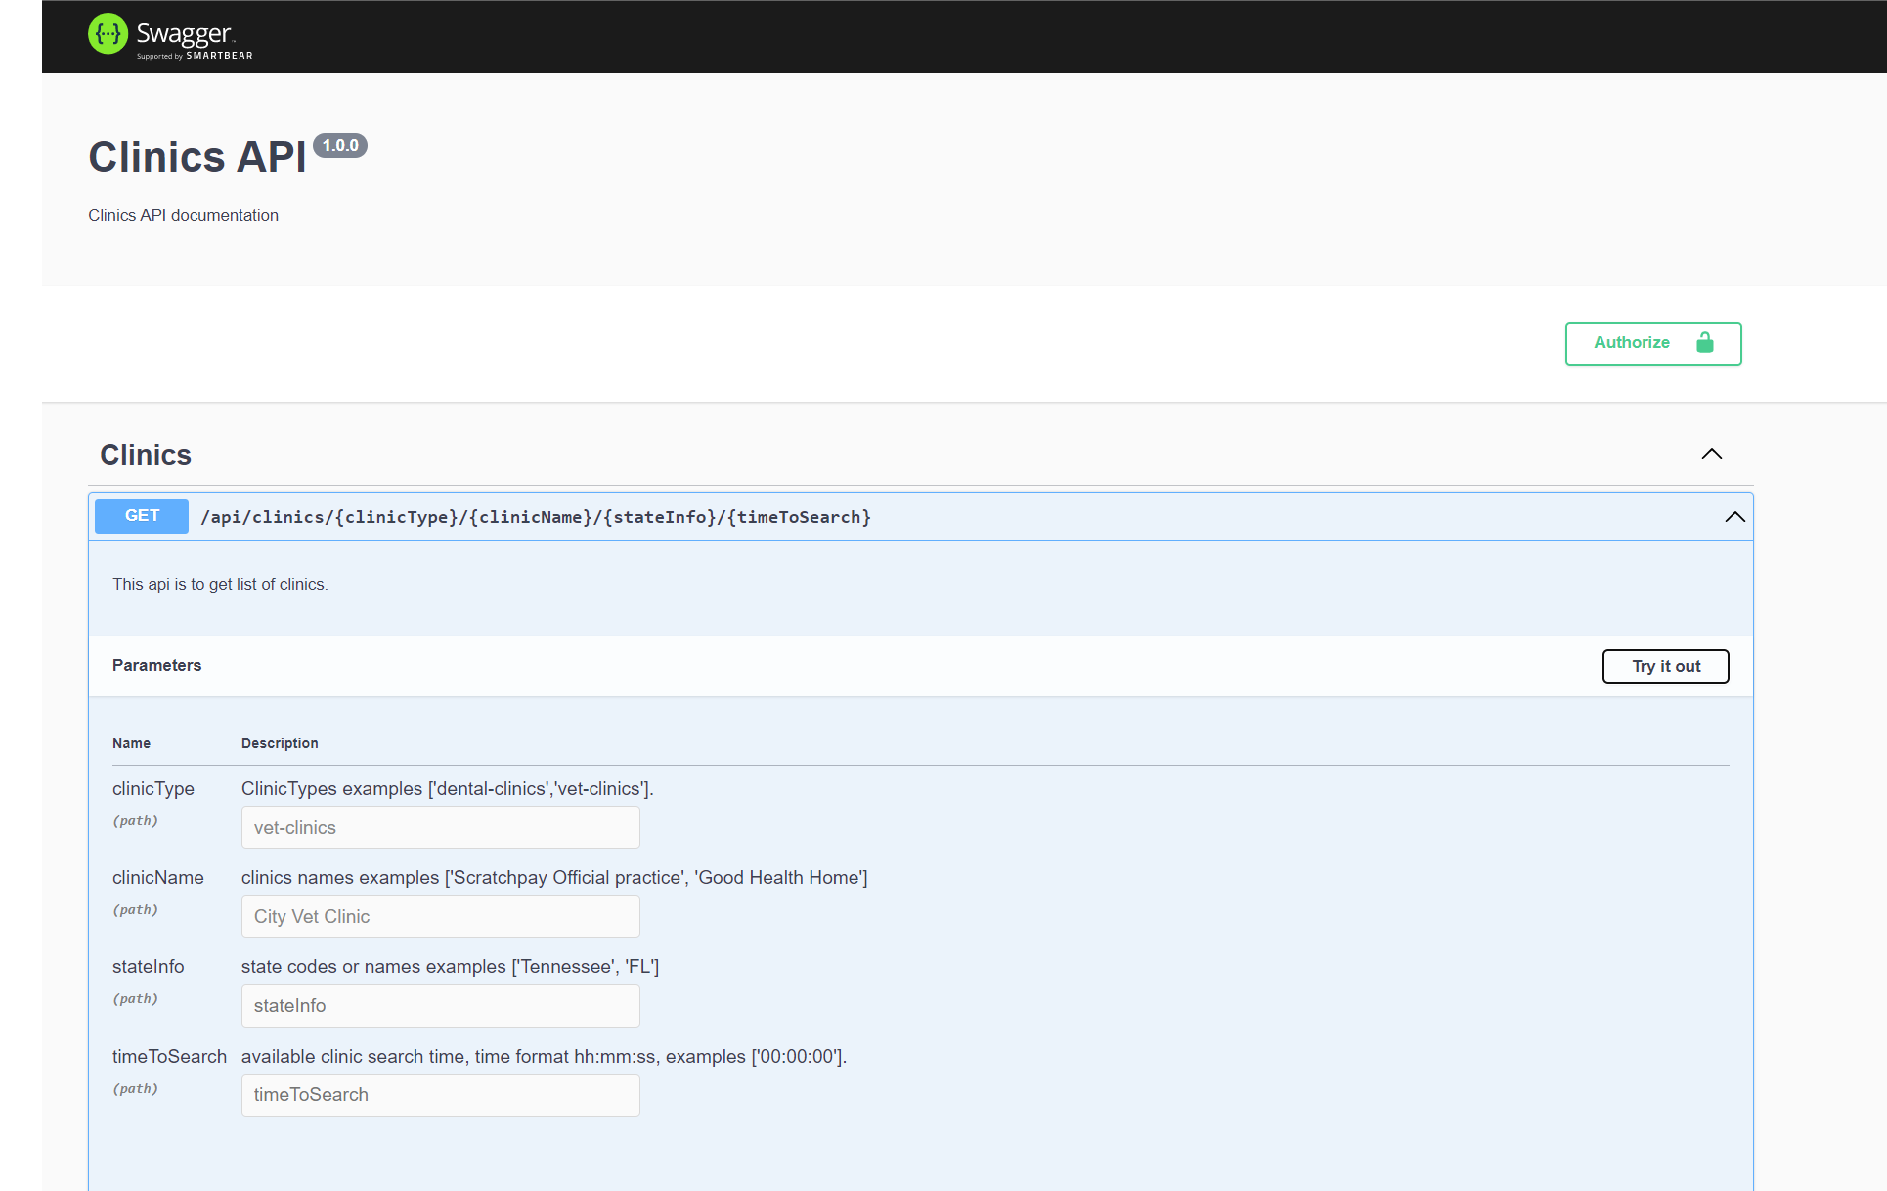 {···} Swagger™
Supported by SMARTBEAR
Clinics API 1.0.0
Clinics API documentation
Authorize
Clinics
GET /api/clinics/{clinicType}/{clinicName}/{stateInfo}/{timeToSearch}
This api is to get list of clinics.
Parameters
Try it out
Name Description
clinicType ClinicTypes examples ['dental-clinics','vet-clinics'].
(path) vet-clinics
clinicName clinics names examples ['Scratchpay Official practice', 'Good Health Home']
(path) City Vet Clinic
stateInfo state codes or names examples ['Tennessee', 'FL']
(path) stateInfo
timeToSearch available clinic search time, time format hh:mm:ss, examples ['00:00:00'].
(path) timeToSearch